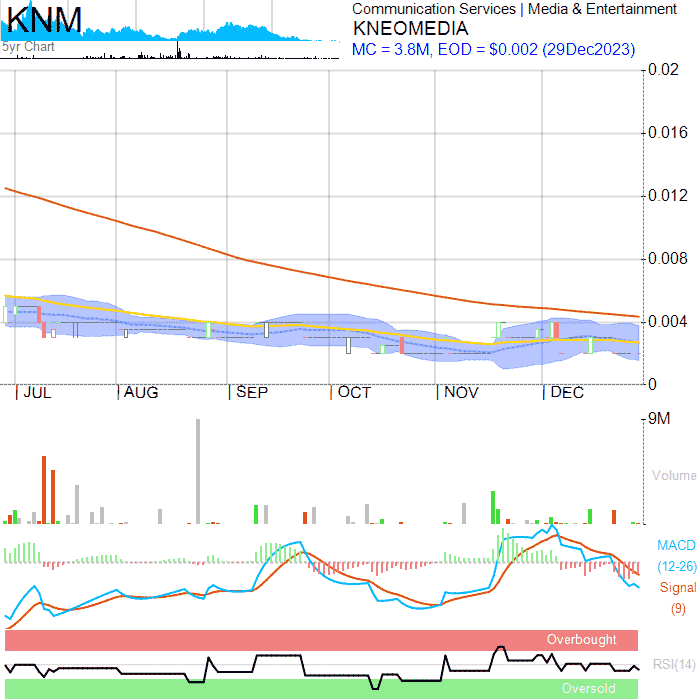 KNM
5yr Chart
Communication Services | Media & Entertainment
KNEOMEDIA
MC = 3.8M, EOD = $0.002 (29Dec2023)
0.02
0.016
0.012
0.008
0.004
0
JUL AUG SEP OCT NOV DEC
9M
Volume
MACD
(12-26)
Signal
(9)
Overbought
RSI(14)
Oversold